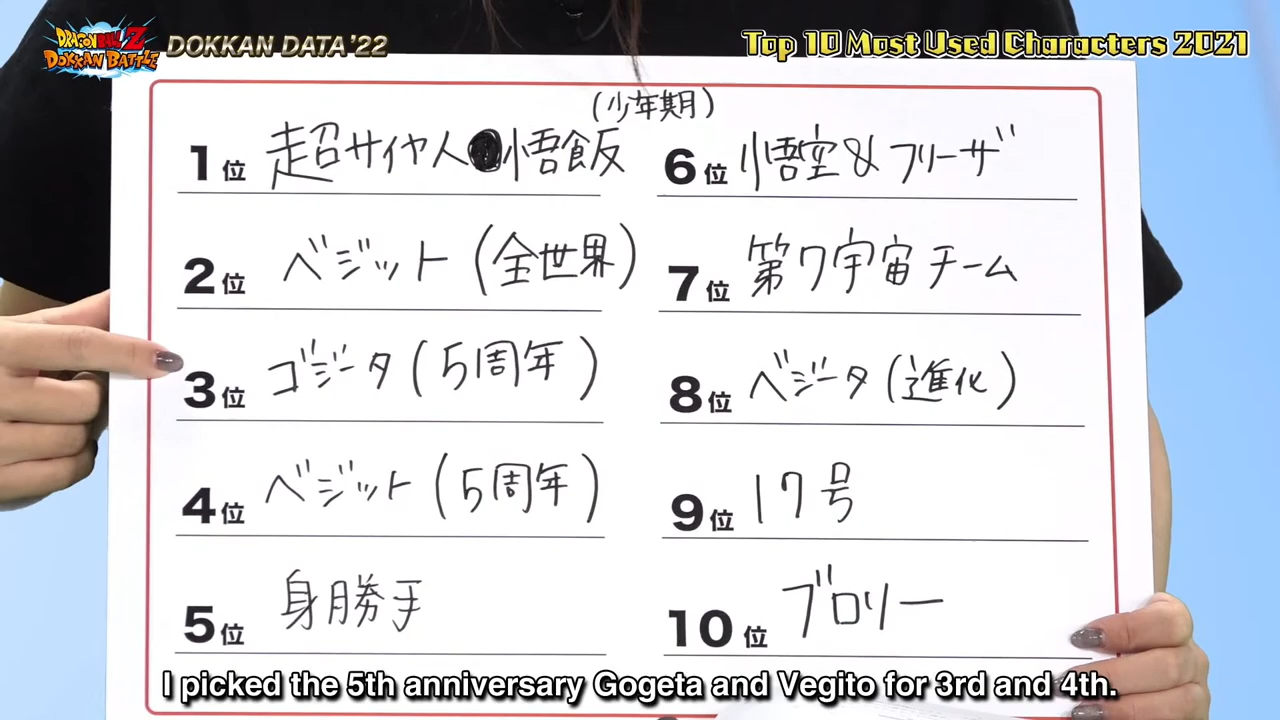 DRAGON BALL Z
DOKKAN BATTLE
DOKKAN DATA'22
Top 10 Most Used Characters 2021
(少年期)
1位 超サイヤ人 悟飯
2位 ベジット (全世界)
3位 ゴジータ (5周年)
4位 ベジット (5周年)
5位 身勝手
6位 悟空&フリーザ
7位 第7宇宙チーム
8位 ベジータ (進化)
9位 17号
10位 ブロリー
I picked the 5th anniversary Gogeta and Vegito for 3rd and 4th.